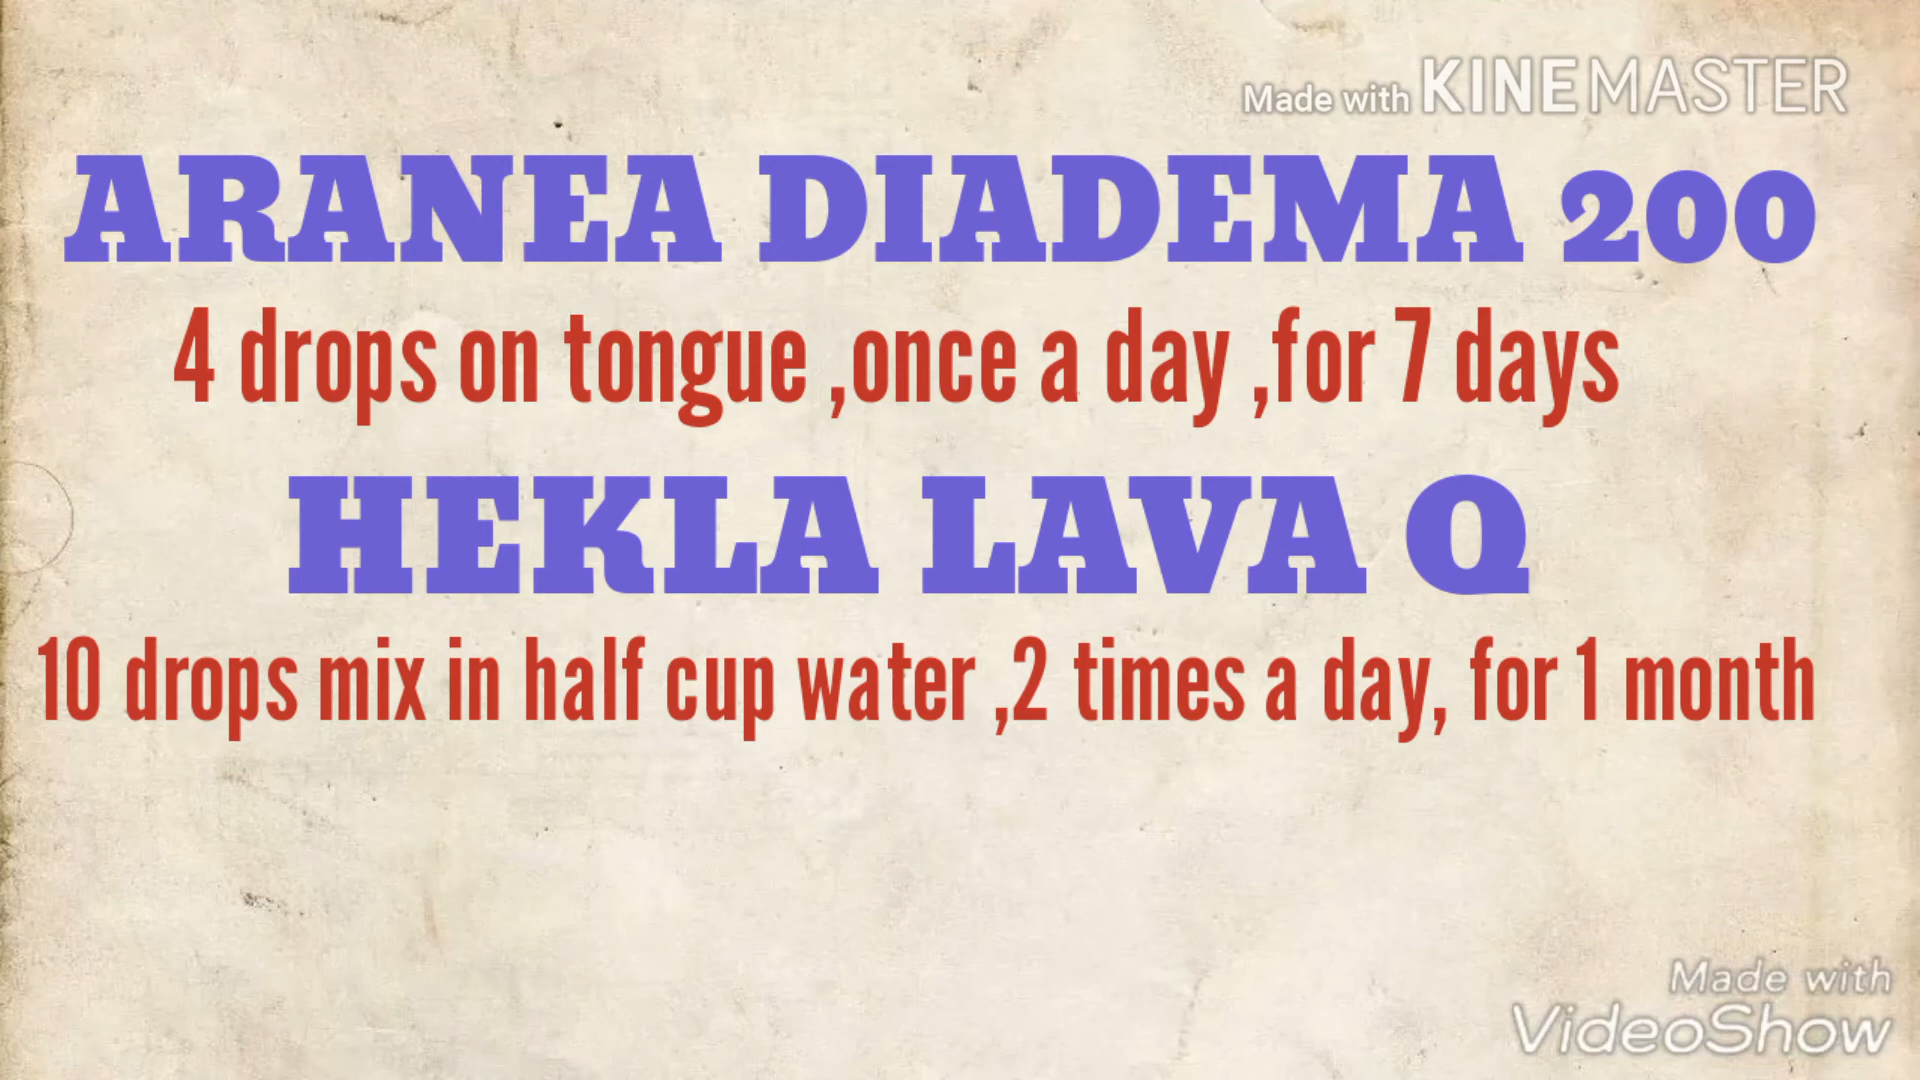 Made with KINEMASTER
ARANEA DIADEMA 200
4 drops on tongue ,once a day ,for 7 days
HEKLA LAVA Q
10 drops mix in half cup water ,2 times a day, for 1 month
Made with
VideoShow